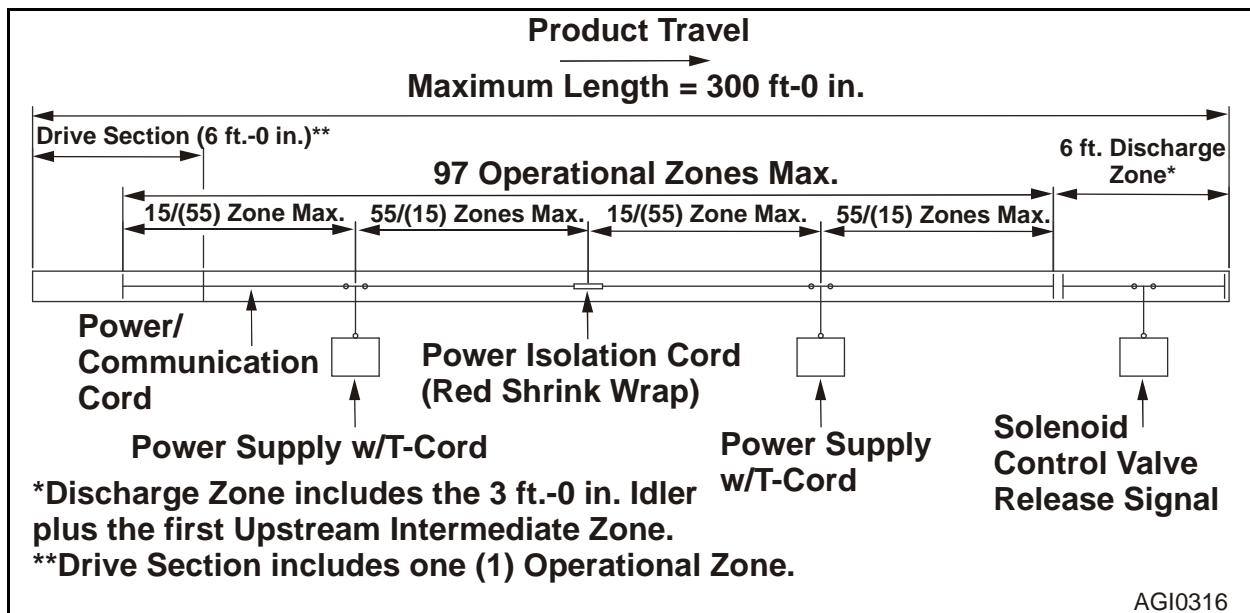 Product Travel
Maximum Length = 300 ft-0 in.
Drive Section (6 ft.-0 in.)**
6 ft. Discharge
Zone*
97 Operational Zones Max.
15/(55) Zone Max.
55/(15) Zones Max.
15/(55) Zone Max.
55/(15) Zones Max.
Power/
Communication
Cord
Power Isolation Cord
(Red Shrink Wrap)
Power Supply w/T-Cord
Power Supply
w/T-Cord
Solenoid
Control Valve
Release Signal
*Discharge Zone includes the 3 ft.-0 in. Idler
plus the first Upstream Intermediate Zone.
**Drive Section includes one (1) Operational Zone.
AGI0316